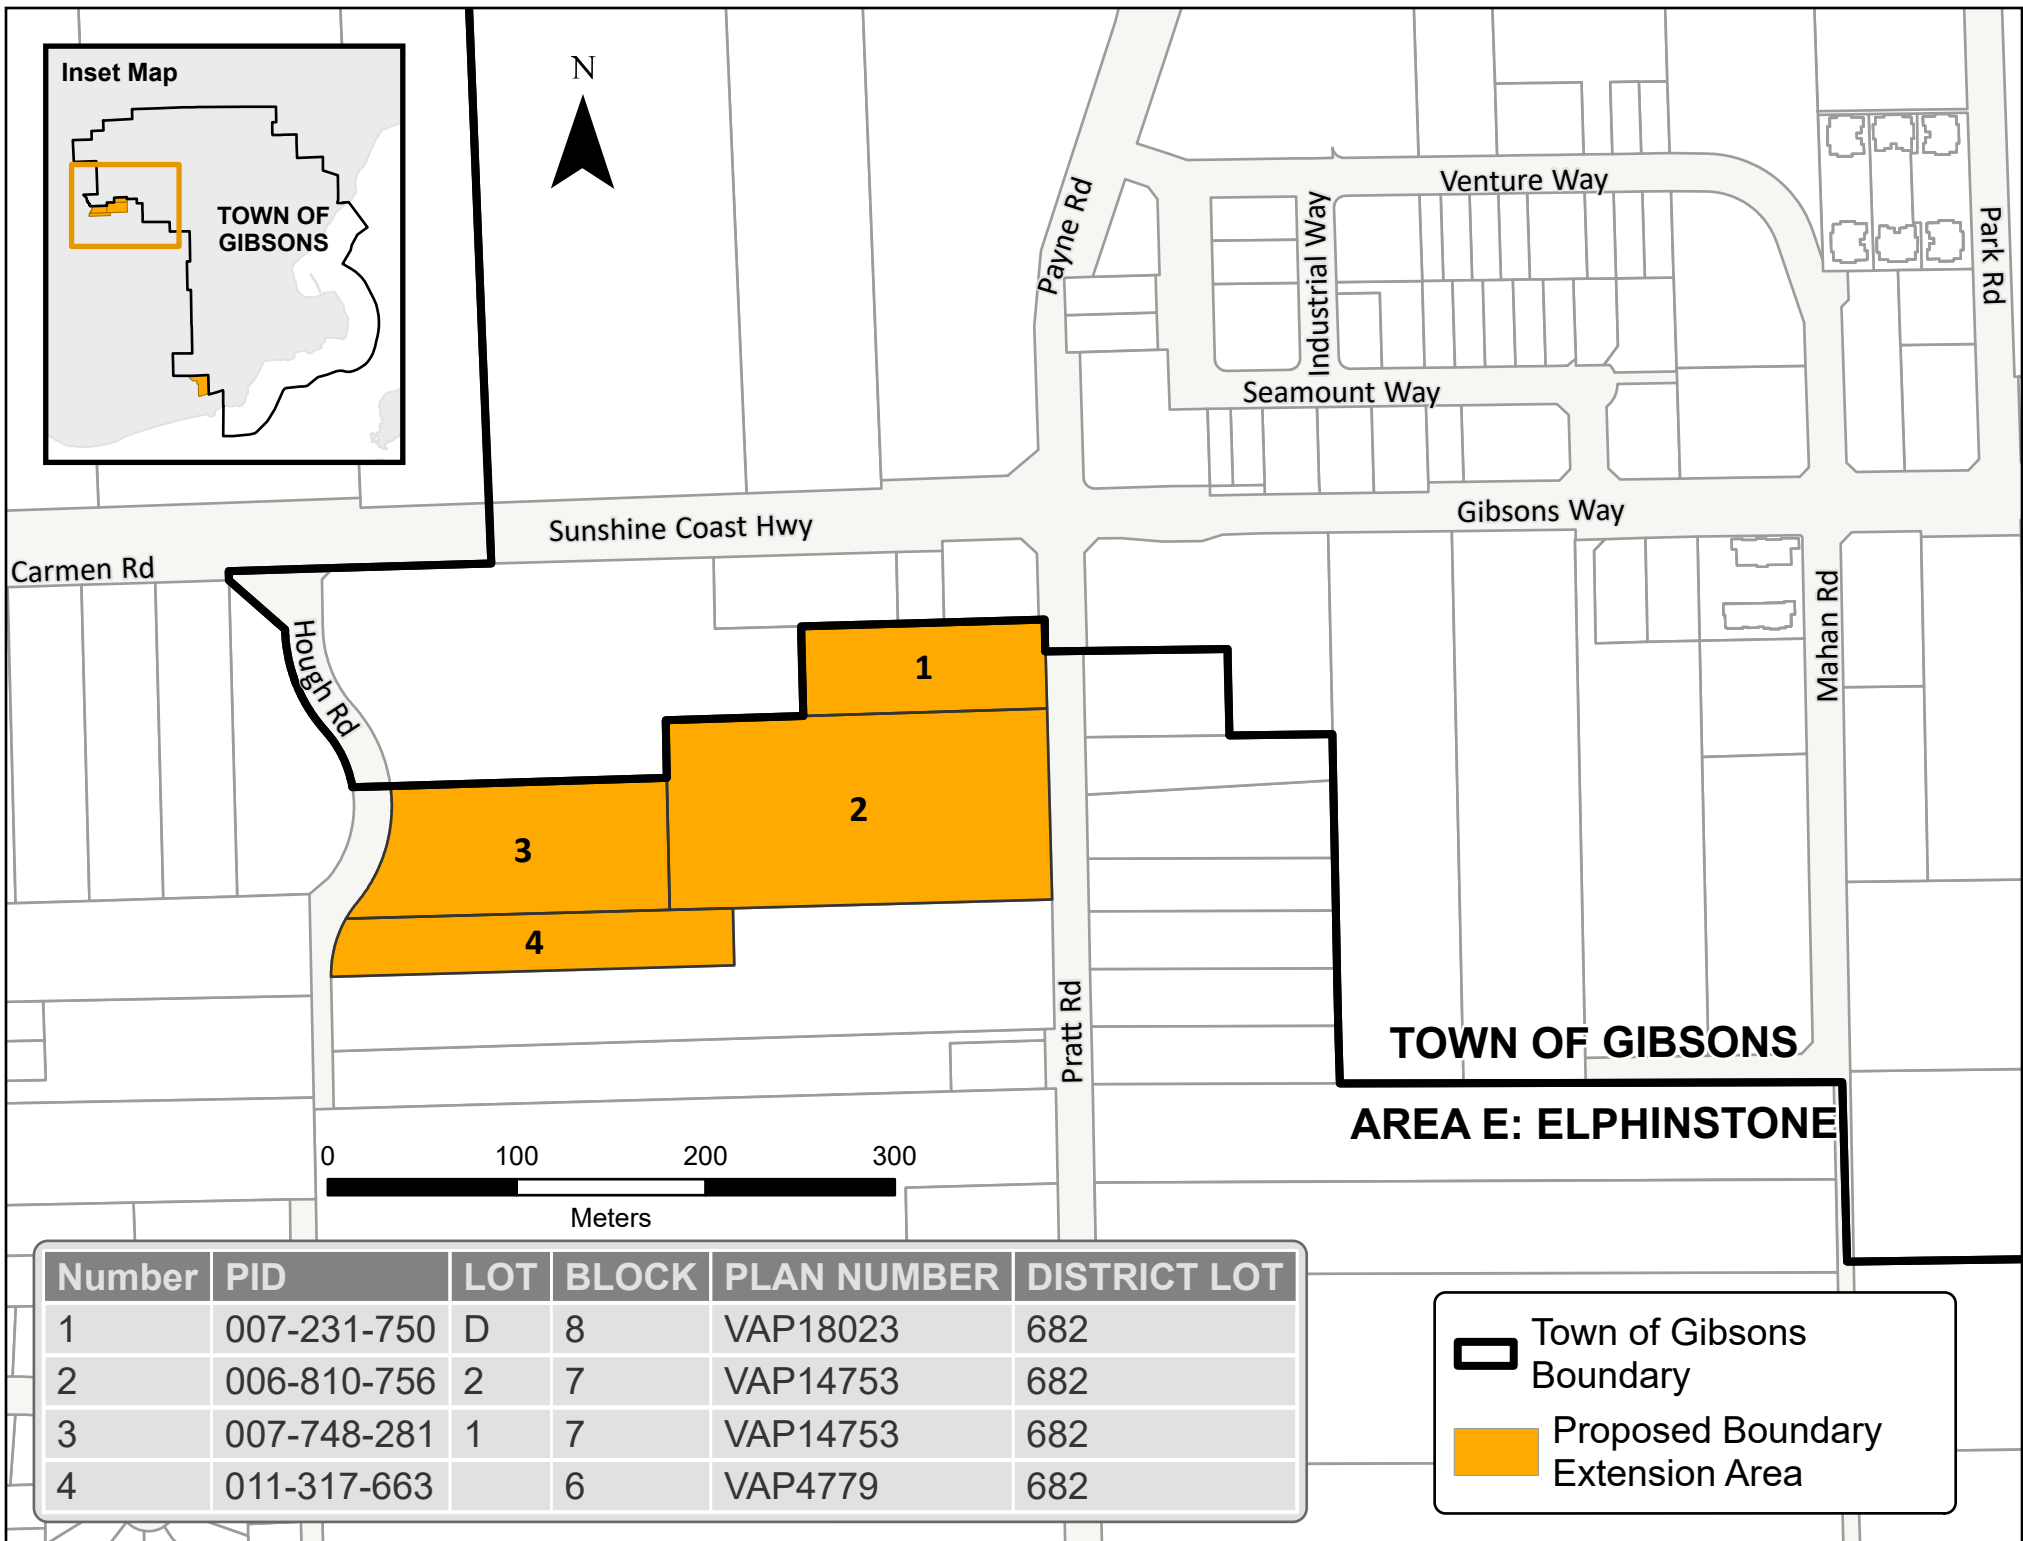 Inset Map
TOWN OF
GIBSONS
N
Payne Rd
Venture Way
Industrial Way
Park Rd
Seamount Way
Sunshine Coast Hwy
Gibsons Way
Carmen Rd
Hough Rd
Mahan Rd
1
2
3
4
Pratt Rd
TOWN OF GIBSONS
AREA E: ELPHINSTONE
0 100 200 300
Meters
Number PID LOT BLOCK PLAN NUMBER DISTRICT LOT
1 007-231-750 D 8 VAP18023 682
2 006-810-756 2 7 VAP14753 682
3 007-748-281 1 7 VAP14753 682
4 011-317-663 6 VAP4779 682
Town of Gibsons
Boundary
Proposed Boundary
Extension Area